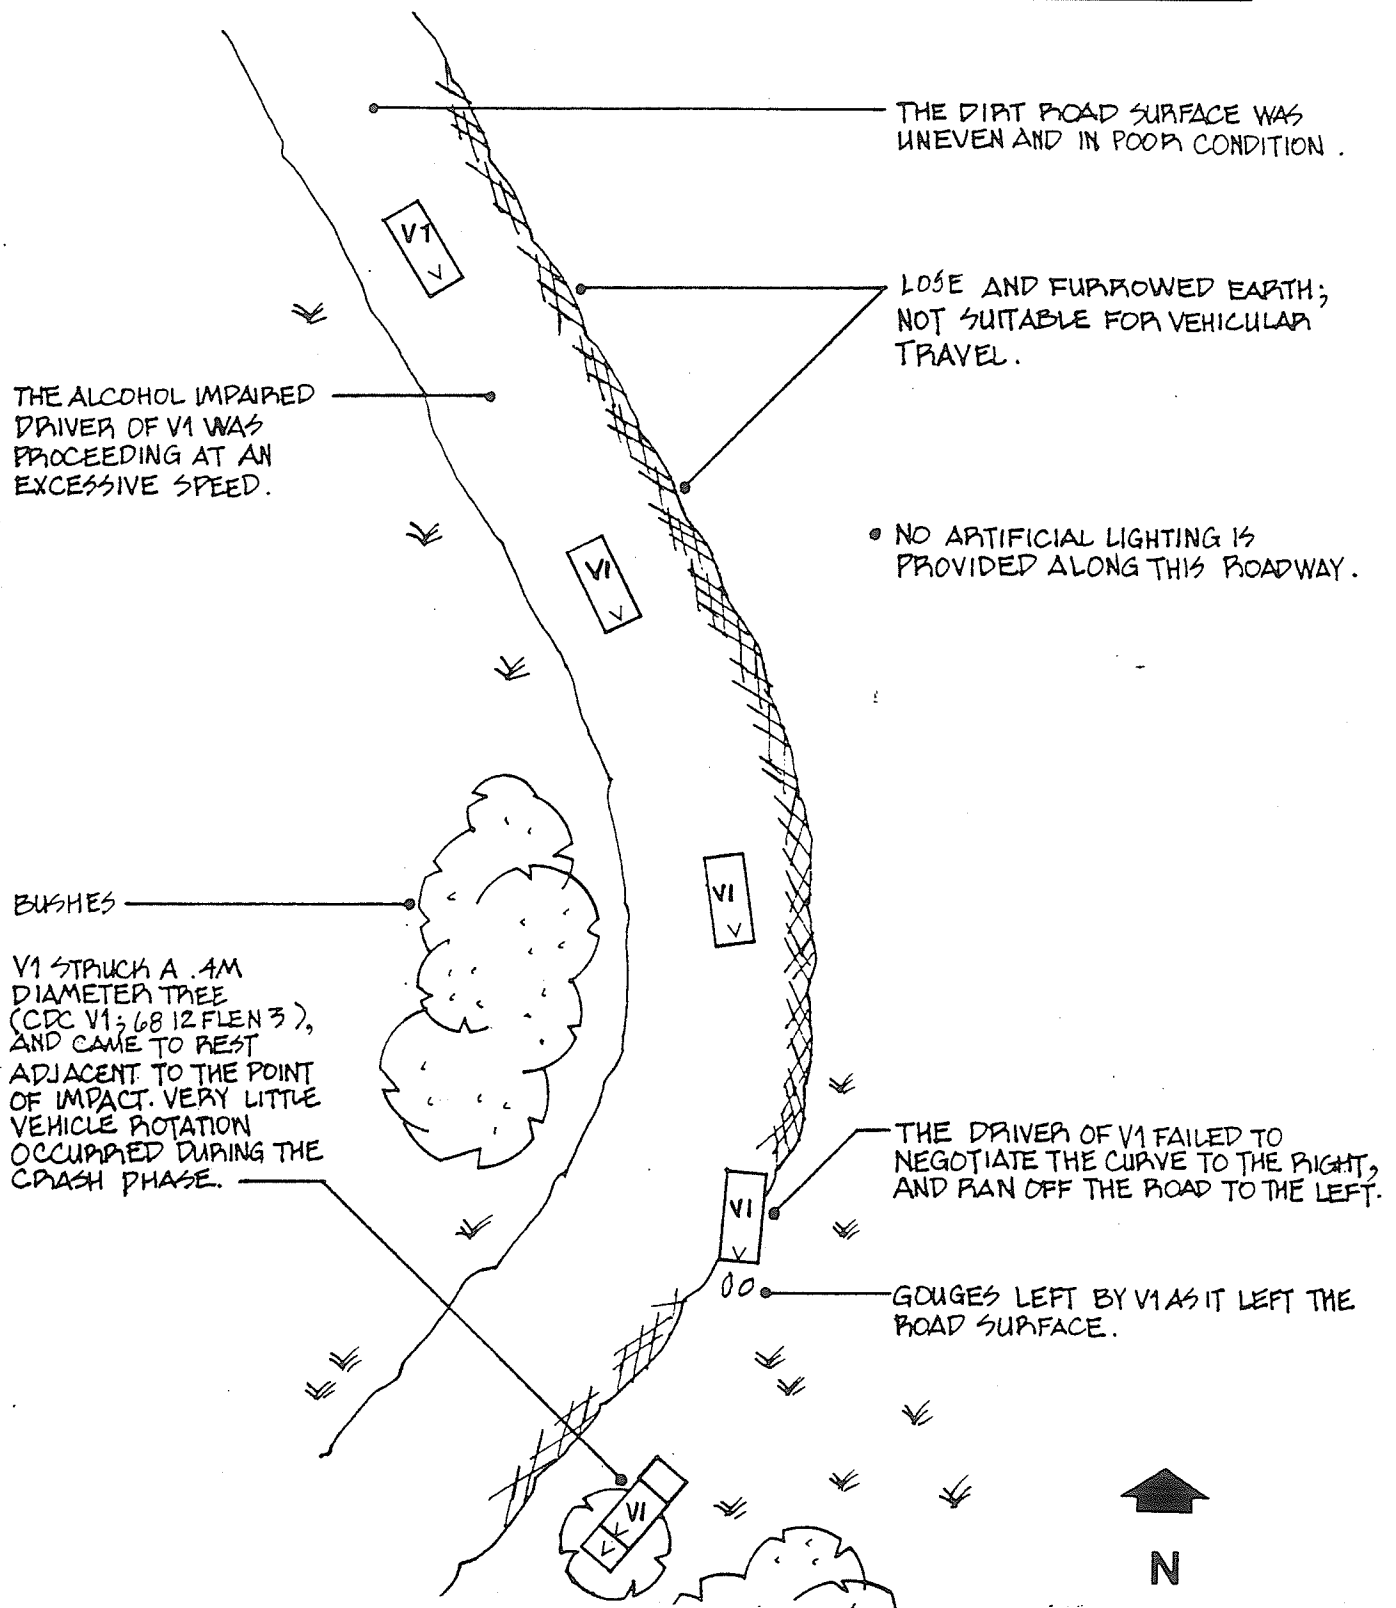 THE DIRT ROAD SURFACE WAS
UNEVEN AND IN POOR CONDITION.
V1
LOSE AND FURROWED EARTH;
NOT SUITABLE FOR VEHICULAR
TRAVEL.
THE ALCOHOL IMPAIRED
DRIVER OF V1 WAS
PROCEEDING AT AN
EXCESSIVE SPEED.
NO ARTIFICIAL LIGHTING IS
PROVIDED ALONG THIS ROADWAY.
V1
V1
BUSHES
V1 STRUCK A .4M
DIAMETER TREE
(CDC V1; 68 12 FLEN 3),
AND CAME TO REST
ADJACENT TO THE POINT
OF IMPACT. VERY LITTLE
VEHICLE ROTATION
OCCURRED DURING THE
CRASH PHASE.
THE DRIVER OF V1 FAILED TO
NEGOTIATE THE CURVE TO THE RIGHT,
AND RAN OFF THE ROAD TO THE LEFT.
V1
GOUGES LEFT BY V1 AS IT LEFT THE
ROAD SURFACE.
V1
N